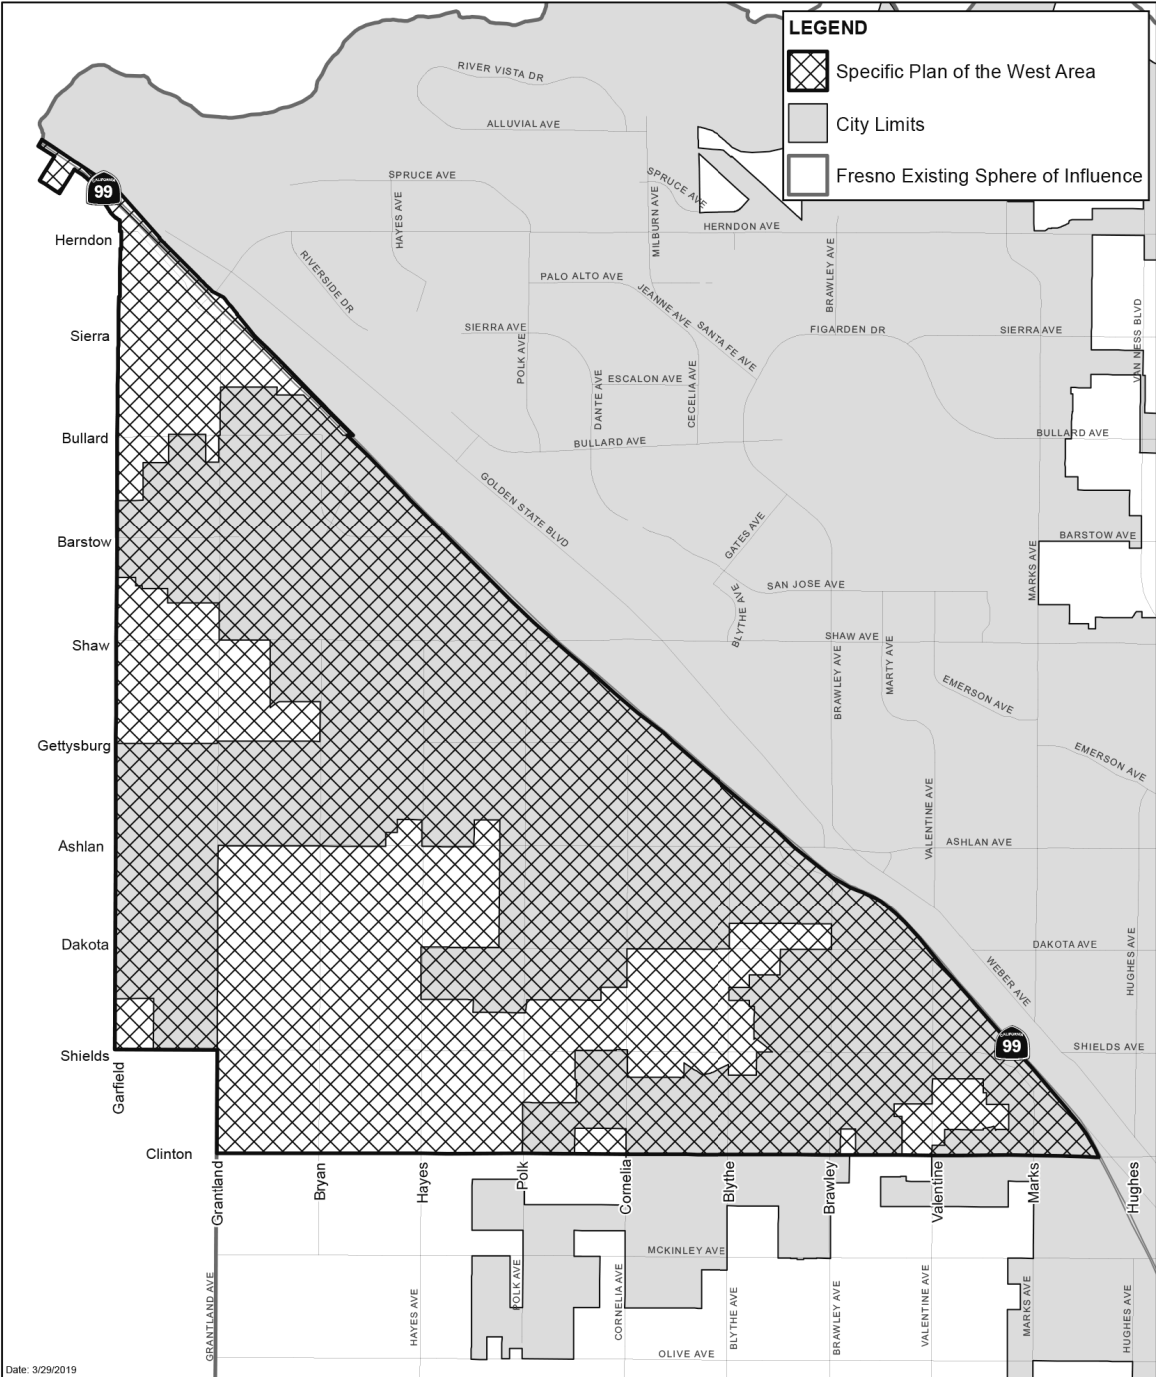 LEGEND
Specific Plan of the West Area
City Limits
Fresno Existing Sphere of Influence
RIVER VISTA DR
ALLUVIAL AVE
SPRUCE AVE
SPRUCE AVE
HAYES AVE
MILBURN AVE
HERNDON AVE
CALIFORNIA
99
Herndon
RIVERSIDE DR
PALO ALTO AVE
JEANNE AVE
BRAWLEY AVE
SANTA FE AVE
SIERRA AVE
FIGARDEN DR
SIERRA AVE
VAN NESS BLVD
Sierra
POLK AVE
ESCALON AVE
DANTE AVE
CECELIA AVE
Bullard
BULLARD AVE
BULLARD AVE
GOLDEN STATE BLVD
GATES AVE
Barstow
BARSTOW AVE
MARKS AVE
SAN JOSE AVE
BLYTHE AVE
Shaw
SHAW AVE
BRAWLEY AVE
MARTY AVE
EMERSON AVE
Gettysburg
EMERSON AVE
VALENTINE AVE
Ashlan
ASHLAN AVE
Dakota
DAKOTA AVE
WEBER AVE
HUGHES AVE
CALIFORNIA
99
Shields
SHIELDS AVE
Garfield
Clinton
Grantland
Bryan
Hayes
Polk
Cornelia
Blythe
Brawley
Valentine
Marks
Hughes
MCKINLEY AVE
GRANTLAND AVE
HAYES AVE
POLK AVE
CORNELIA AVE
BLYTHE AVE
BRAWLEY AVE
VALENTINE AVE
MARKS AVE
HUGHES AVE
OLIVE AVE
Date: 3/29/2019